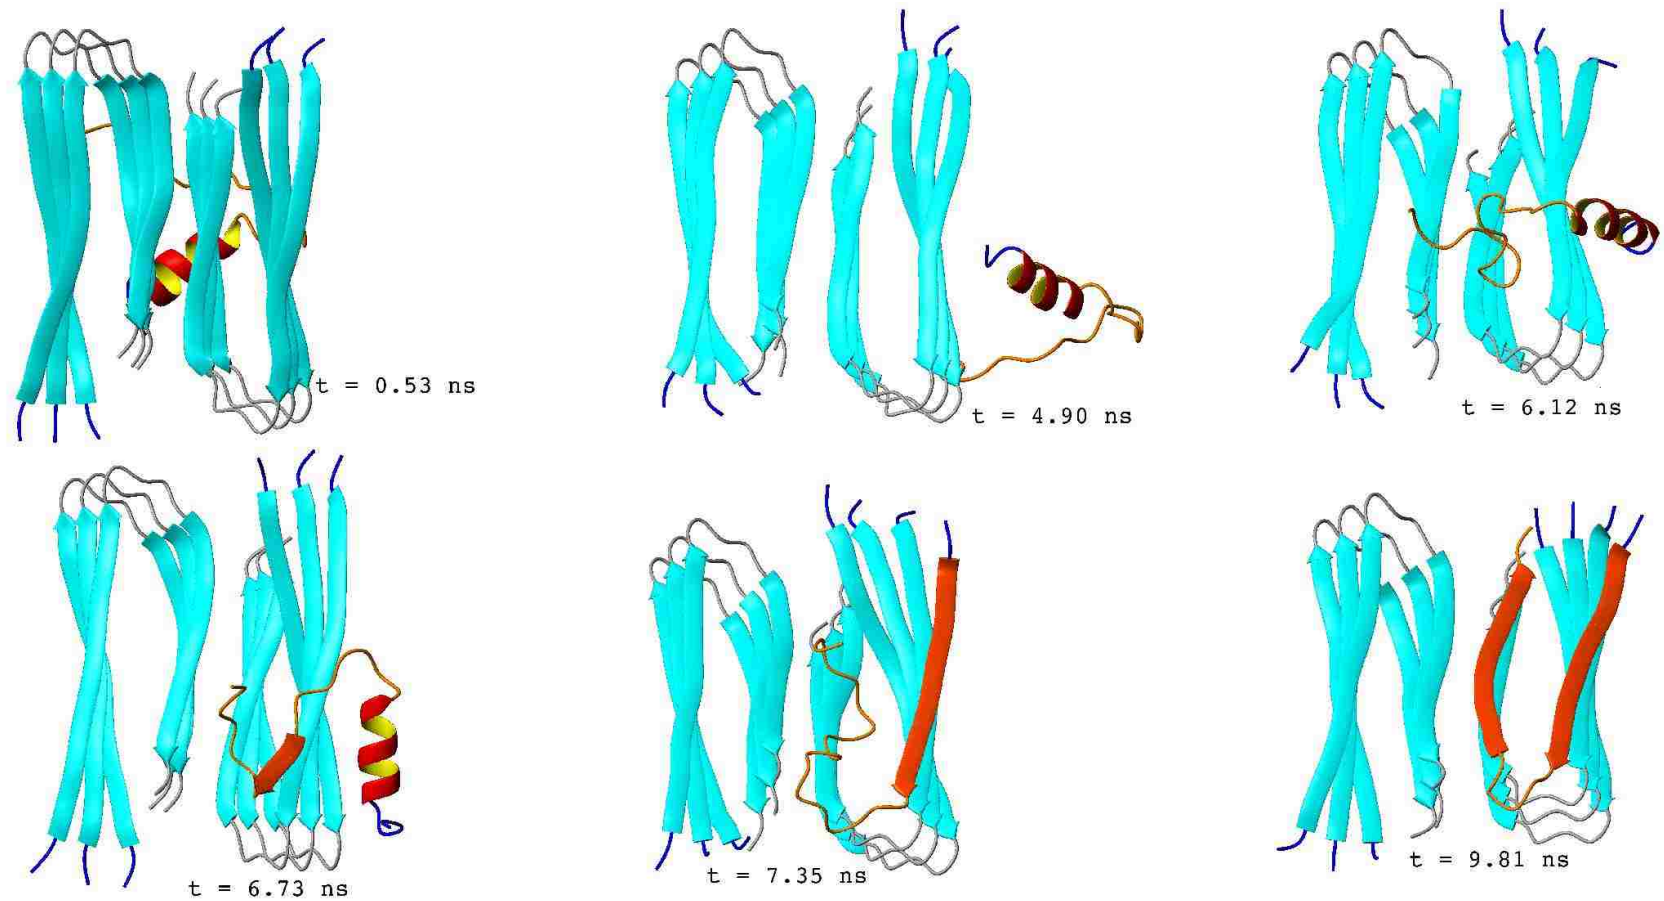 t = 0.53 ns
t = 4.90 ns
t = 6.12 ns
t = 6.73 ns
t = 7.35 ns
t = 9.81 ns